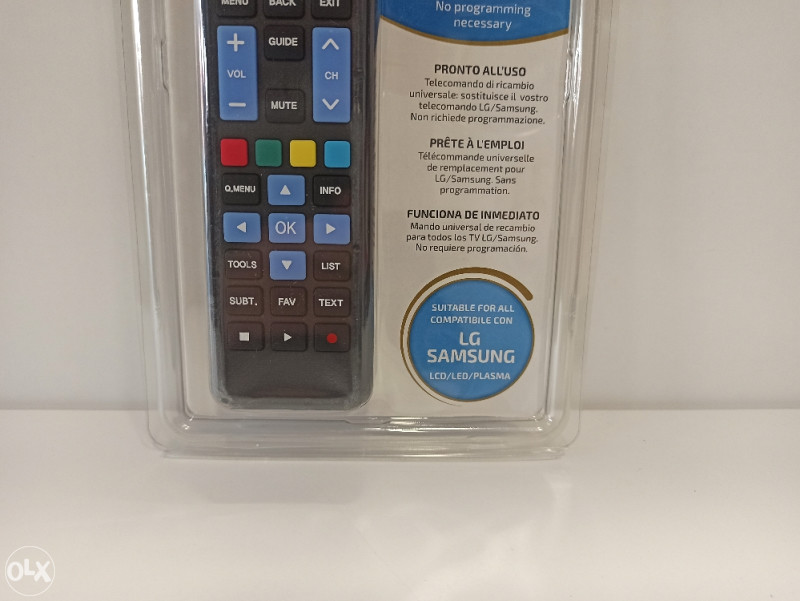 MENU
BACK
EXIT
+
GUIDE
VOL
CH
–
MUTE
Q.MENU
INFO
OK
TOOLS
LIST
SUBT.
FAV
TEXT
No programming
necessary
PRONTO ALL'USO
Telecomando di ricambio
universale: sostituisce il vostro
telecomando LG/Samsung.
Non richiede programmazione.
PRÊTE À L'EMPLOI
Télécommande universelle
de remplacement pour
LG/Samsung. Sans
programmation.
FUNCIONA DE INMEDIATO
Mando universal de recambio
para todos los TV LG/Samsung.
No requiere programación.
SUITABLE FOR ALL
COMPATIBILE CON
LG
SAMSUNG
LCD/LED/PLASMA
OLX